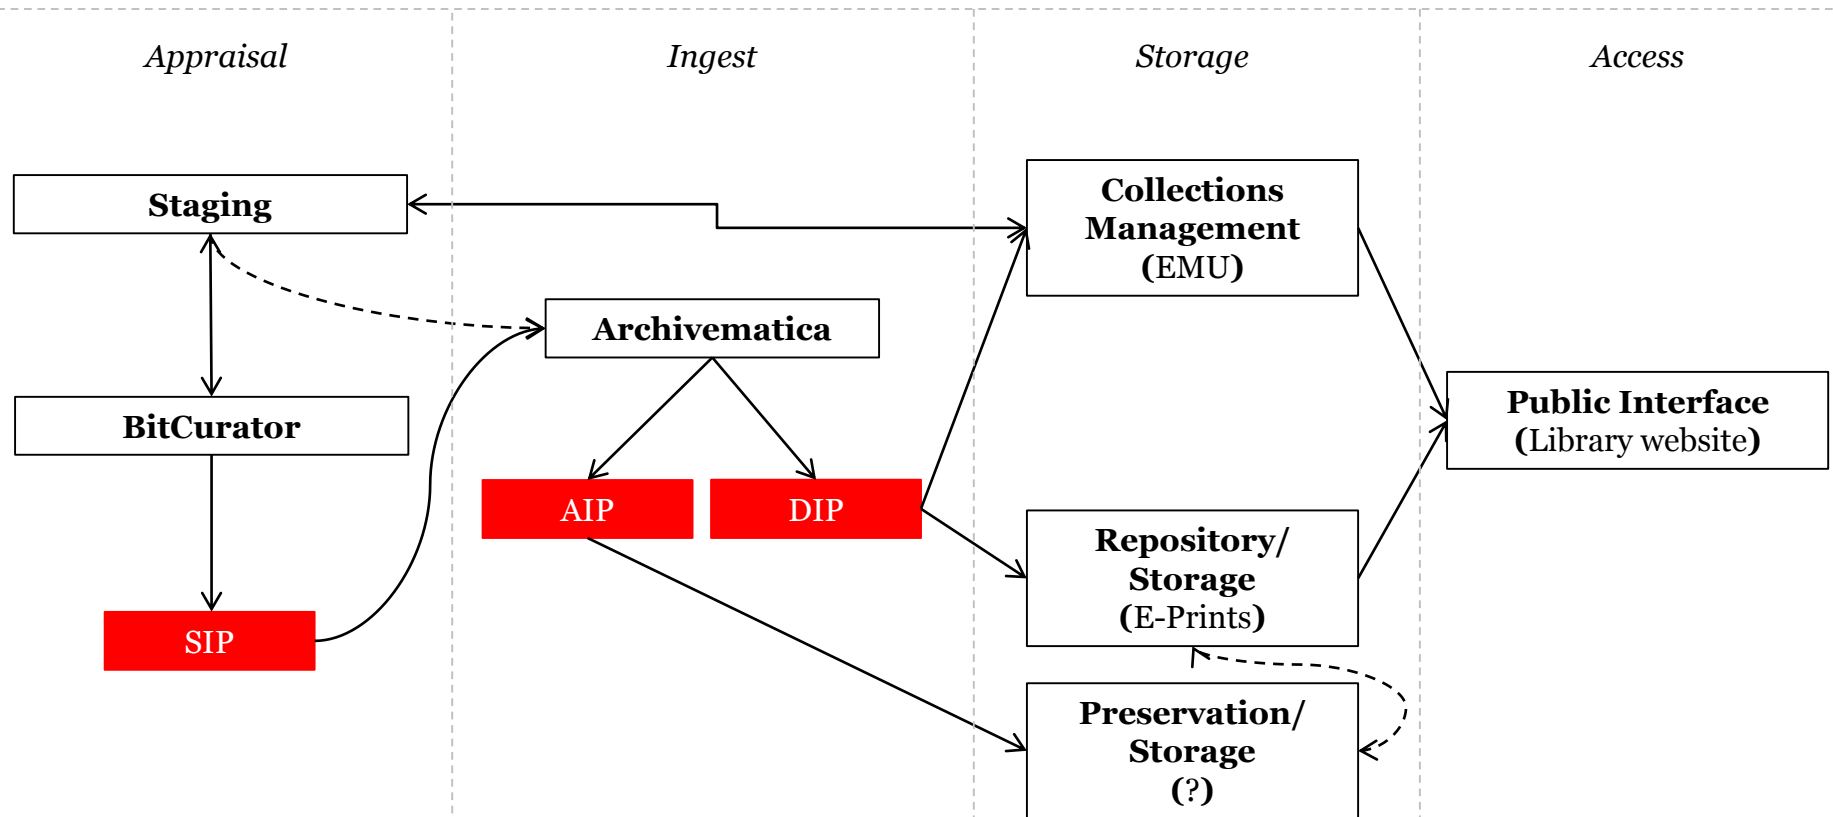 Appraisal
Ingest
Storage
Access
Staging
BitCurator
SIP
Archivematica
AIP
DIP
Collections
Management
(EMU)
Repository/
Storage
(E-Prints)
Preservation/
Storage
(?)
Public Interface
(Library website)